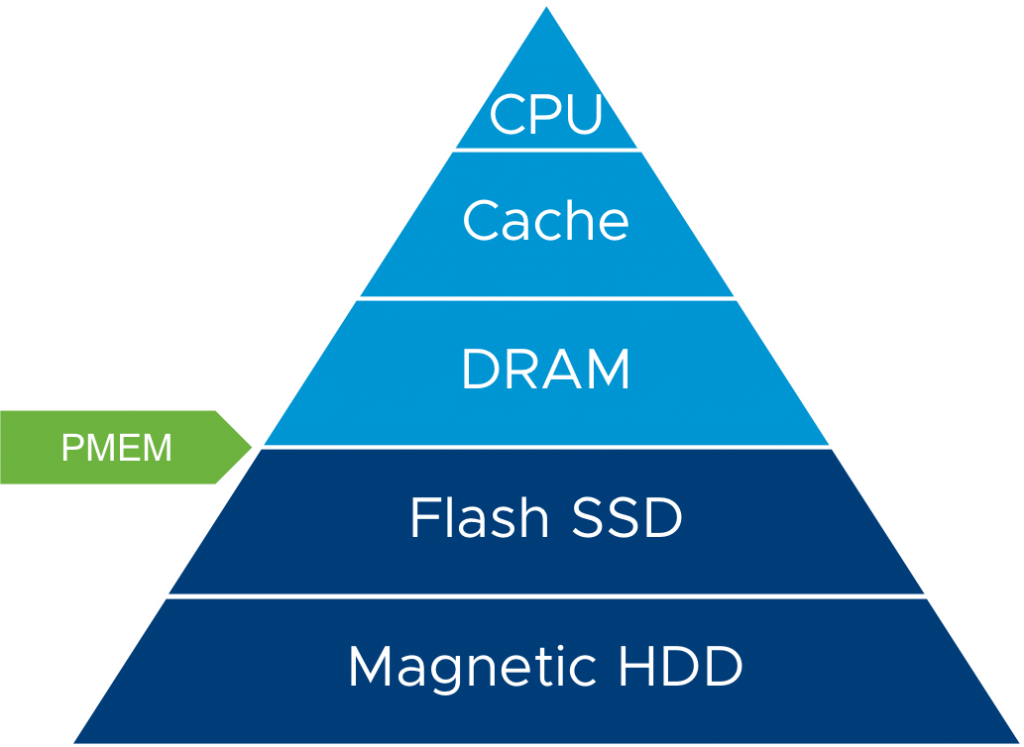 CPU
Cache
DRAM
PMEM
Flash SSD
Magnetic HDD